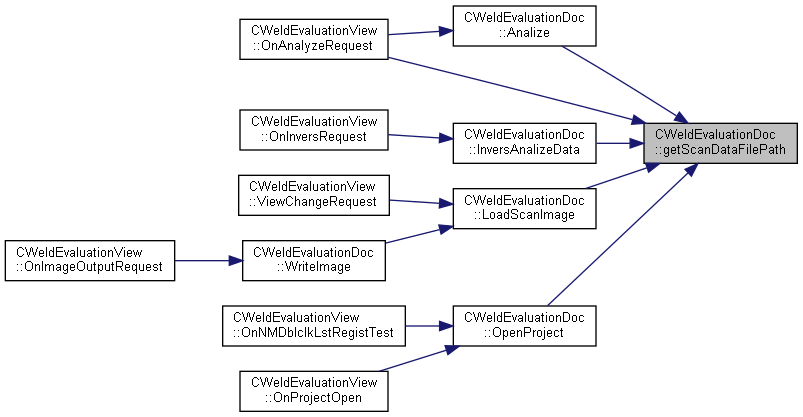 CWeldEvaluationView
::OnAnalyzeRequest
CWeldEvaluationDoc
::Analize
CWeldEvaluationView
::OnInversRequest
CWeldEvaluationDoc
::InversAnalizeData
CWeldEvaluationDoc
::getScanDataFilePath
CWeldEvaluationView
::ViewChangeRequest
CWeldEvaluationDoc
::LoadScanImage
CWeldEvaluationView
::OnImageOutputRequest
CWeldEvaluationDoc
::WriteImage
CWeldEvaluationView
::OnNMDblclkLstRegistTest
CWeldEvaluationDoc
::OpenProject
CWeldEvaluationView
::OnProjectOpen